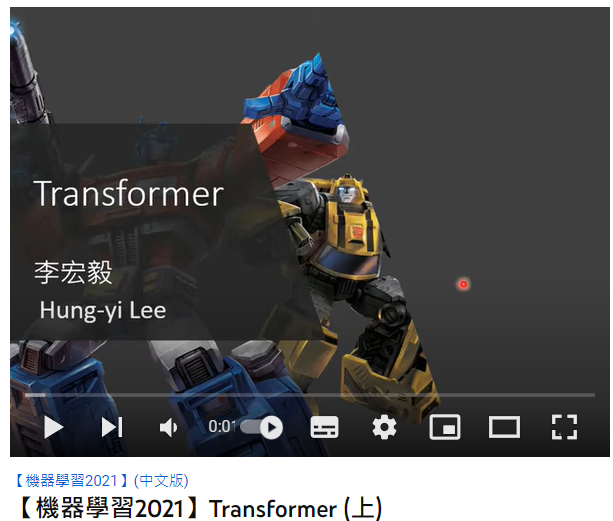 Transformer
李宏毅
Hung-yi Lee
0:01
【機器學習2021】(中文版)
【機器學習2021】Transformer (上)